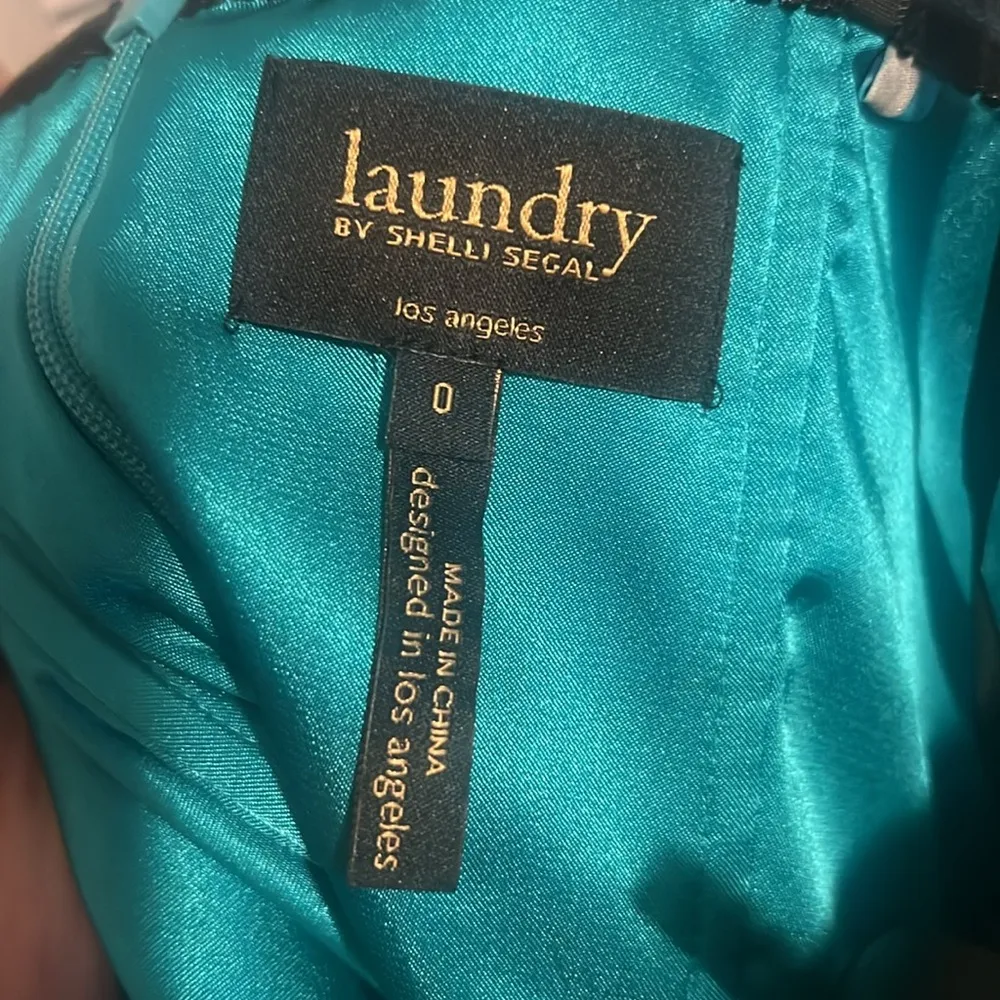 laundry
BY SHELLI SEGAL
los angeles
0
MADE IN CHINA
designed in los angeles